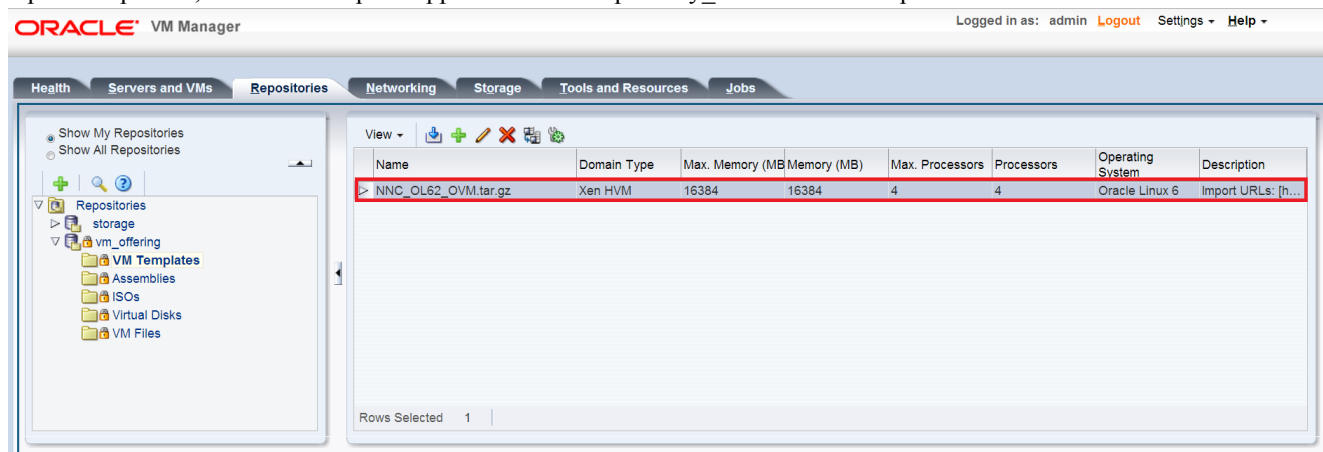 ORACLE VM Manager
Logged in as: admin Logout Settings Help
Health Servers and VMs Repositories Networking Storage Tools and Resources Jobs
Show My Repositories
Show All Repositories
Repositories
storage
vm_offering
VM Templates
Assemblies
ISOs
Virtual Disks
VM Files
View
Name Domain Type Max. Memory (MB Memory (MB) Max. Processors Processors Operating System Description
NNC_OL62_OVM.tar.gz Xen HVM 16384 16384 4 4 Oracle Linux 6 Import URLs: [h...
Rows Selected 1